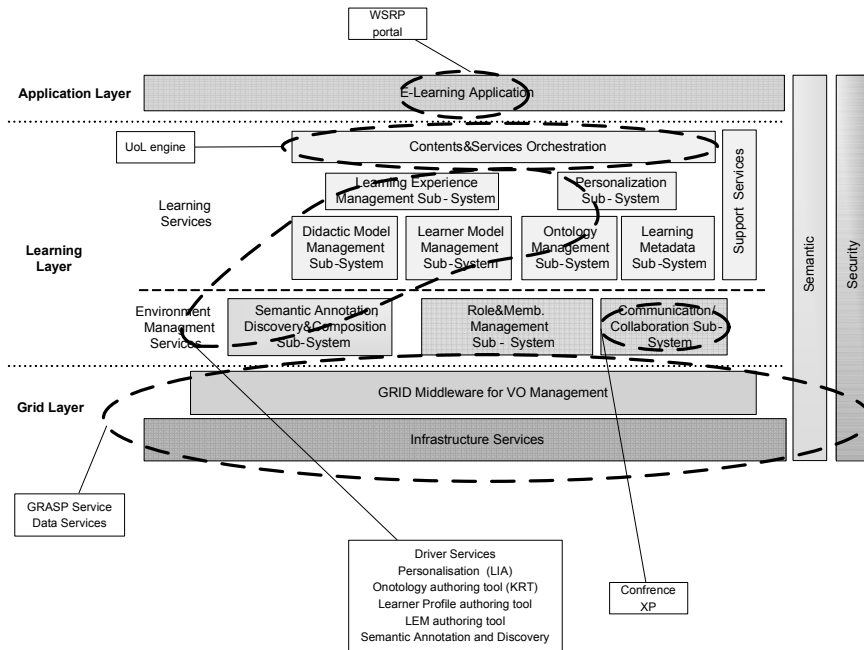 WSRP
portal
Application Layer
E-Learning Application
UoL engine
Contents&Services Orchestration
Learning
Services
Learning Experience
Management Sub - System
Personalization
Sub - System
Support Services
Semantic
Security
Learning
Layer
Didactic Model
Management
Sub-System
Learner Model
Management
Sub-System
Ontology
Management
Sub-System
Learning
Metadata
Sub-System
Environment
Managment
Services
Semantic Annotation,
Discovery&Composition
Sub-System
Role&Memb.
Management
Sub - System
Communication/
Collaboration Sub-
System
Grid Layer
GRID Middleware for VO Management
Infrastructure Services
GRASP Service
Data Services
Driver Services
Personalisation (LIA)
Onotology authoring tool (KRT)
Learner Profile authoring tool
LEM authoring tool
Semantic Annotation and Discovery
Confrence
XP